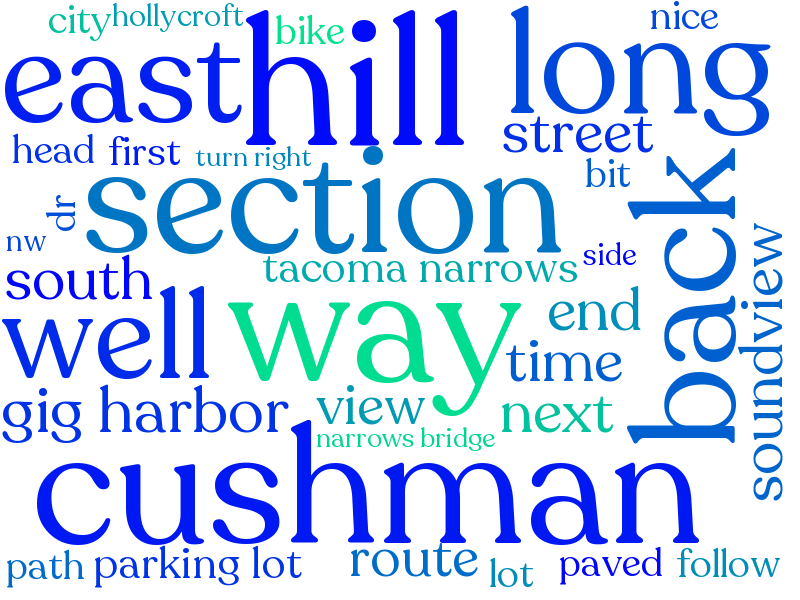 city hollycroft
bike
nice
east
hill
long
street
head first
turn right
bit
section
dr
nw
back
side
south
tacoma narrows
soundview
well
way
end
time
gig harbor
view
next
narrows bridge
cushman
path
parking lot
route
lot
paved
follow